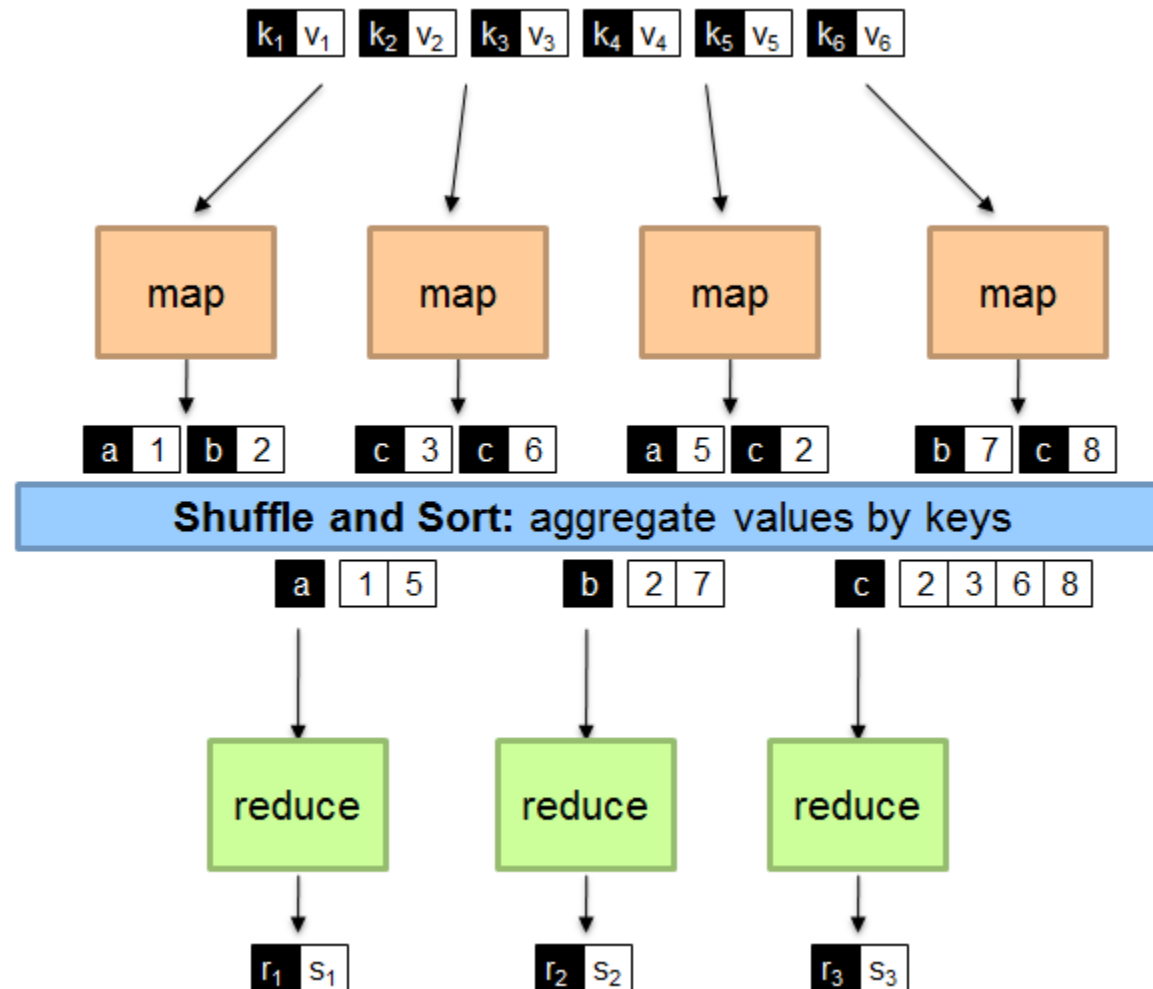 k₁ v₁ k₂ v₂ k₃ v₃ k₄ v₄ k₅ v₅ k₆ v₆
map map map map
a 1 b 2 c 3 c 6 a 5 c 2 b 7 c 8
Shuffle and Sort: aggregate values by keys
a 1 5 b 2 7 c 2 3 6 8
reduce reduce reduce
r₁ s₁ r₂ s₂ r₃ s₃